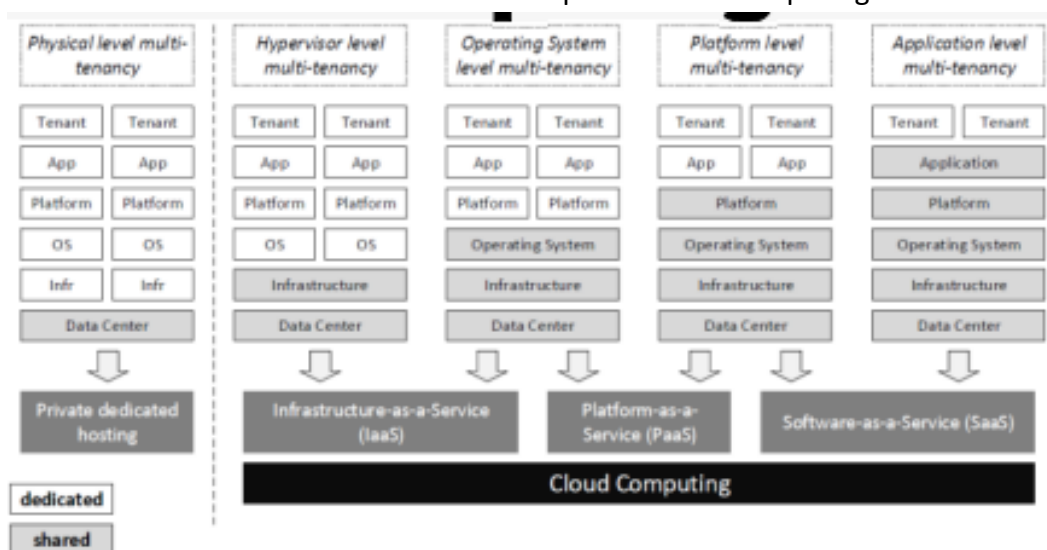 Physical level multi-
tenancy
Hypervisor level
multi-tenancy
Operating System
level multi-tenancy
Platform level
multi-tenancy
Application level
multi-tenancy
Tenant Tenant Tenant Tenant Tenant Tenant Tenant Tenant Tenant Tenant
App App App App App App App App Application
Platform Platform Platform Platform Platform Platform Platform Platform
OS OS OS OS Operating System Operating System Operating System
Infr Infr Infrastructure Infrastructure Infrastructure Infrastructure
Data Center Data Center Data Center Data Center Data Center
Private dedicated
hosting
Infrastructure-as-a-Service
(IaaS)
Platform-as-a-
Service (PaaS)
Software-as-a-Service (SaaS)
Cloud Computing
dedicated
shared